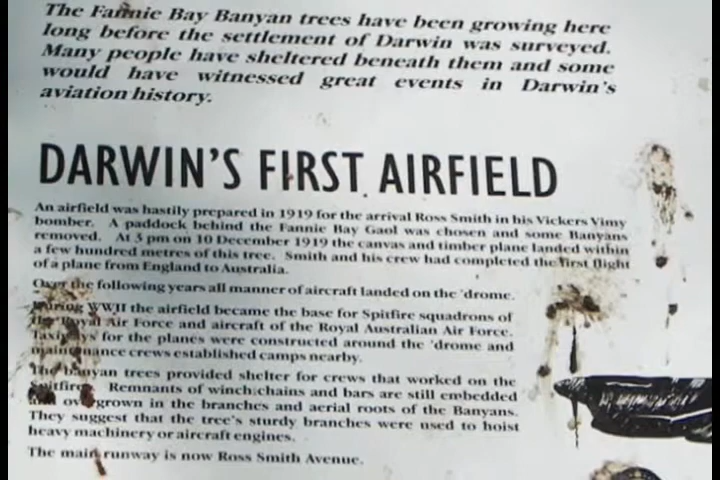 The Fannie Bay Banyan trees have been growing here
long before the settlement of Darwin was surveyed.
Many people have sheltered beneath them and some
would have witnessed great events in Darwin's
aviation history.
DARWIN'S FIRST AIRFIELD
An airfield was hastily prepared in 1919 for the arrival Ross Smith in his Vickers Vimy
bomber. A paddock behind the Fannie Bay Gaol was chosen and some Banyans
removed. At 3 pm on 10 December 1919 the canvas and timber plane landed within
a few hundred metres of this tree. Smith and his crew had completed the first flight
of a plane from England to Australia.
Over the following years all manner of aircraft landed on the 'drome.
During WWII the airfield became the base for Spitfire squadrons of
the Royal Air Force and aircraft of the Royal Australian Air Force.
Taxiways for the planes were constructed around the 'drome and
maintenance crews established camps nearby.
The banyan trees provided shelter for crews that worked on the
Spitfires. Remnants of winch chains and bars are still embedded
and overgrown in the branches and aerial roots of the Banyans.
They suggest that the tree's sturdy branches were used to hoist
heavy machinery or aircraft engines.
The main runway is now Ross Smith Avenue.